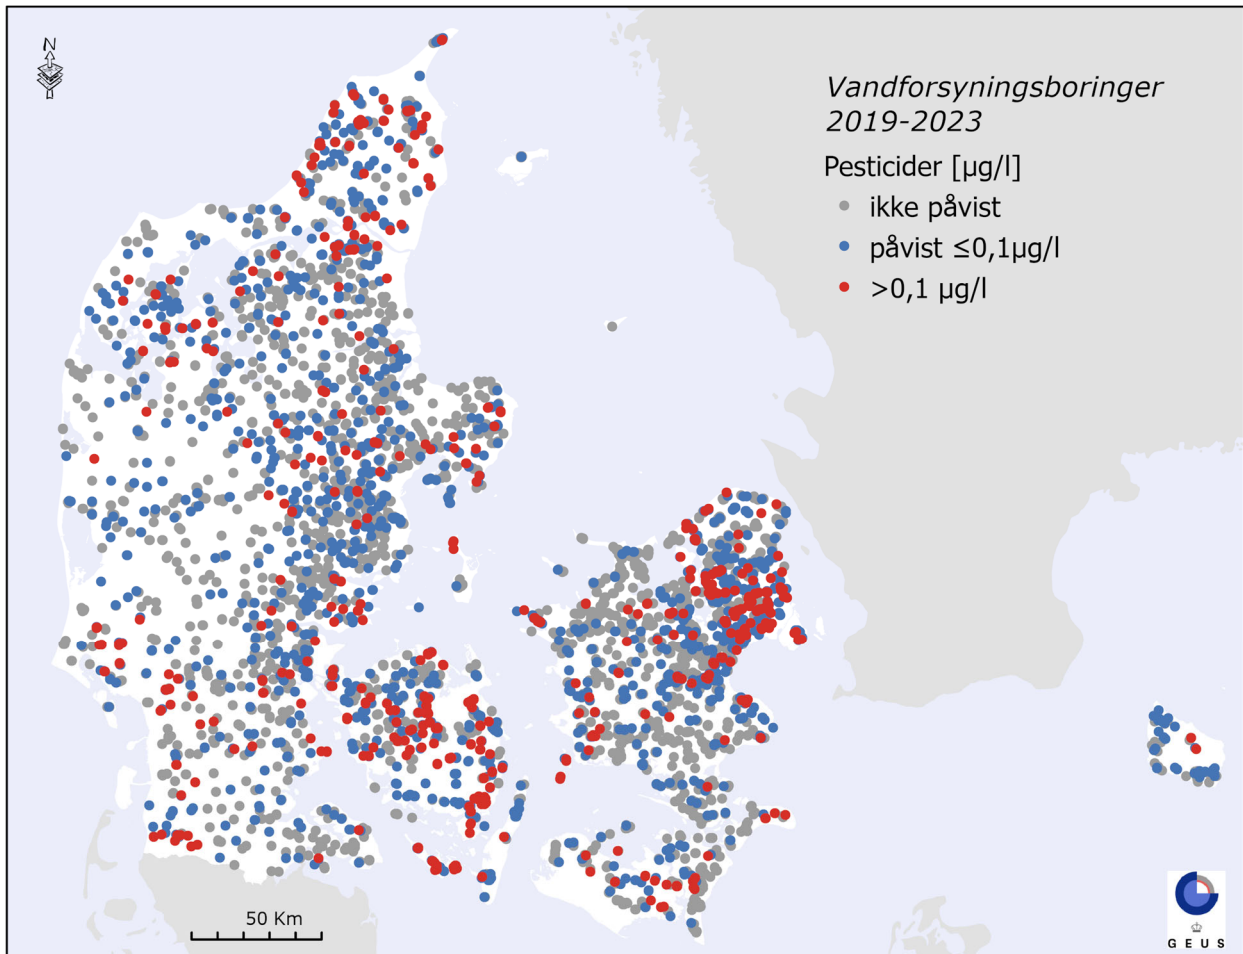 N
Vandforsyningsboringer
2019-2023
Pesticider [µg/l]
ikke påvist
påvist ≤0,1µg/l
>0,1 µg/l
50 Km
GEUS